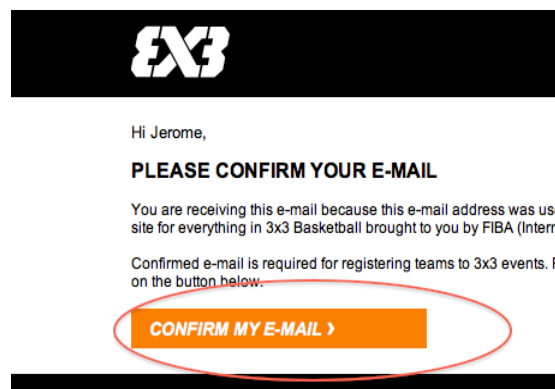 3X3
Hi Jerome,
PLEASE CONFIRM YOUR E-MAIL
You are receiving this e-mail because this e-mail address was us
site for everything in 3x3 Basketball brought to you by FIBA (Inter
Confirmed e-mail is required for registering teams to 3x3 events.
on the button below.
CONFIRM MY E-MAIL ›